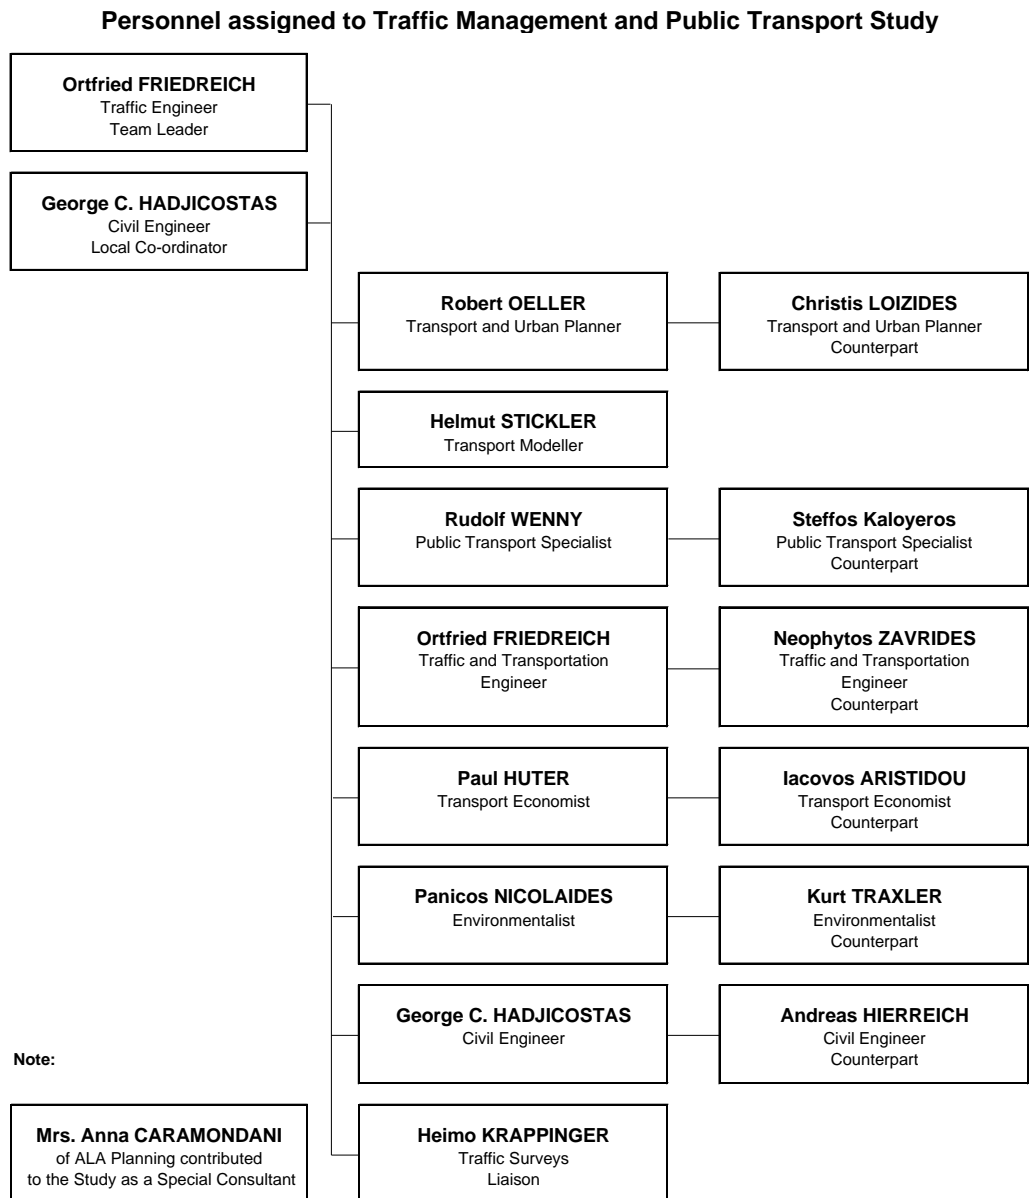 Personnel assigned to Traffic Management and Public Transport Study
Ortfried FRIEDREICH
Traffic Engineer
Team Leader
George C. HADJICOSTAS
Civil Engineer
Local Co-ordinator
Robert OELLER
Transport and Urban Planner
Christis LOIZIDES
Transport and Urban Planner
Counterpart
Helmut STICKLER
Transport Modeller
Rudolf WENNY
Public Transport Specialist
Steffos Kaloyeros
Public Transport Specialist
Counterpart
Ortfried FRIEDREICH
Traffic and Transportation
Engineer
Neophytos ZAVRIDES
Traffic and Transportation
Engineer
Counterpart
Paul HUTER
Transport Economist
Iacovos ARISTIDOU
Transport Economist
Counterpart
Panicos NICOLAIDES
Environmentalist
Kurt TRAXLER
Environmentalist
Counterpart
George C. HADJICOSTAS
Civil Engineer
Andreas HIERREICH
Civil Engineer
Counterpart
Note:
Mrs. Anna CARAMONDANI
of ALA Planning contributed
to the Study as a Special Consultant
Heimo KRAPPINGER
Traffic Surveys
Liaison